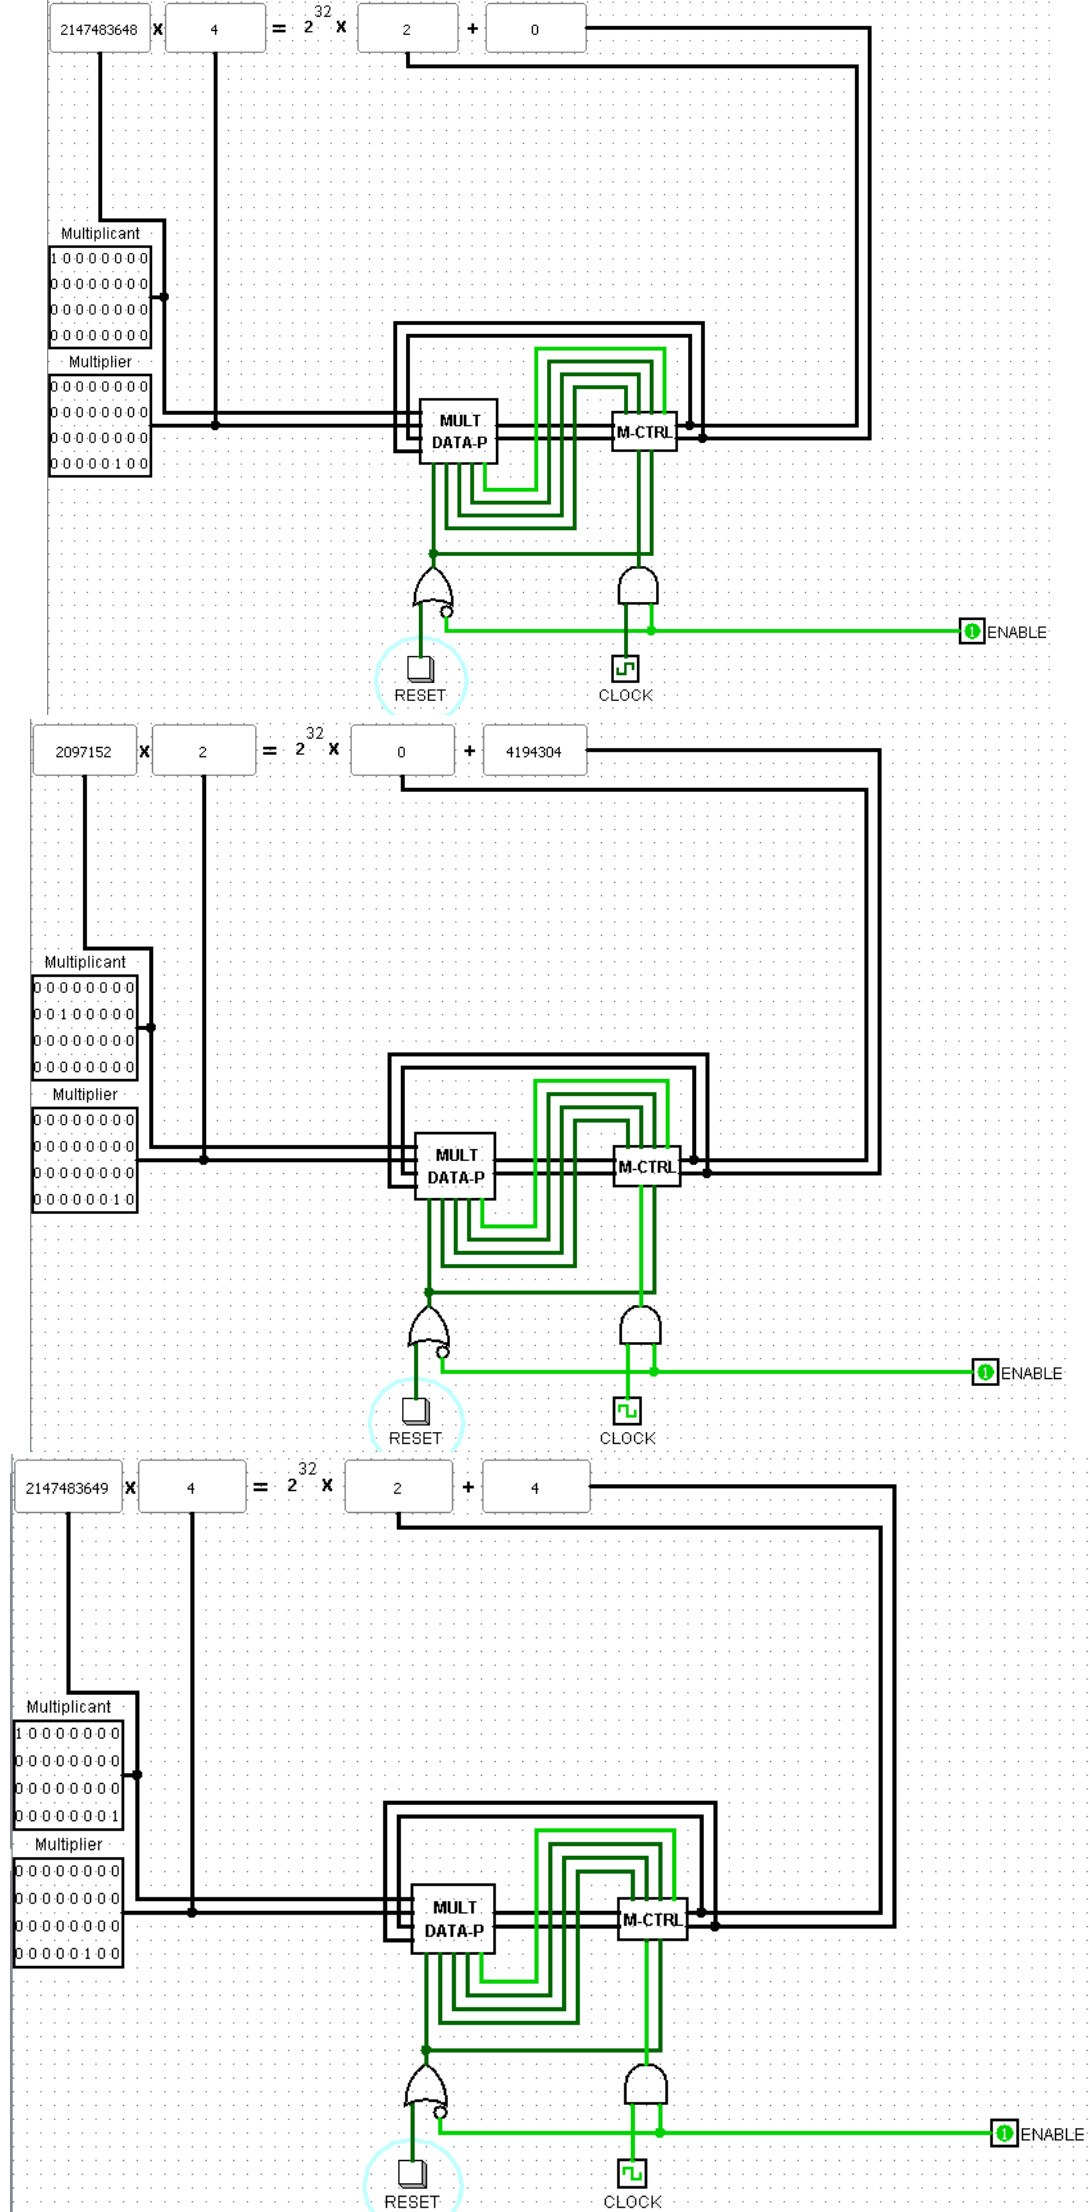 32
2147483648 x 4 = 2 x 2 + 0
Multiplicant
10000000
00000000
00000000
00000000
Multiplier
00000000
00000000
00000000
00000100
MULT
DATA-P
M-CTRL
1 ENABLE
RESET
CLOCK
32
2097152 x 2 = 2 x 0 + 4194304
Multiplicant
00000000
00100000
00000000
00000000
Multiplier
00000000
00000000
00000000
00000010
MULT
DATA-P
M-CTRL
1 ENABLE
RESET
CLOCK
32
2147483649 x 4 = 2 x 2 + 4
Multiplicant
10000000
00000000
00000000
00000001
Multiplier
00000000
00000000
00000000
00000100
MULT
DATA-P
M-CTRL
1 ENABLE
RESET
CLOCK